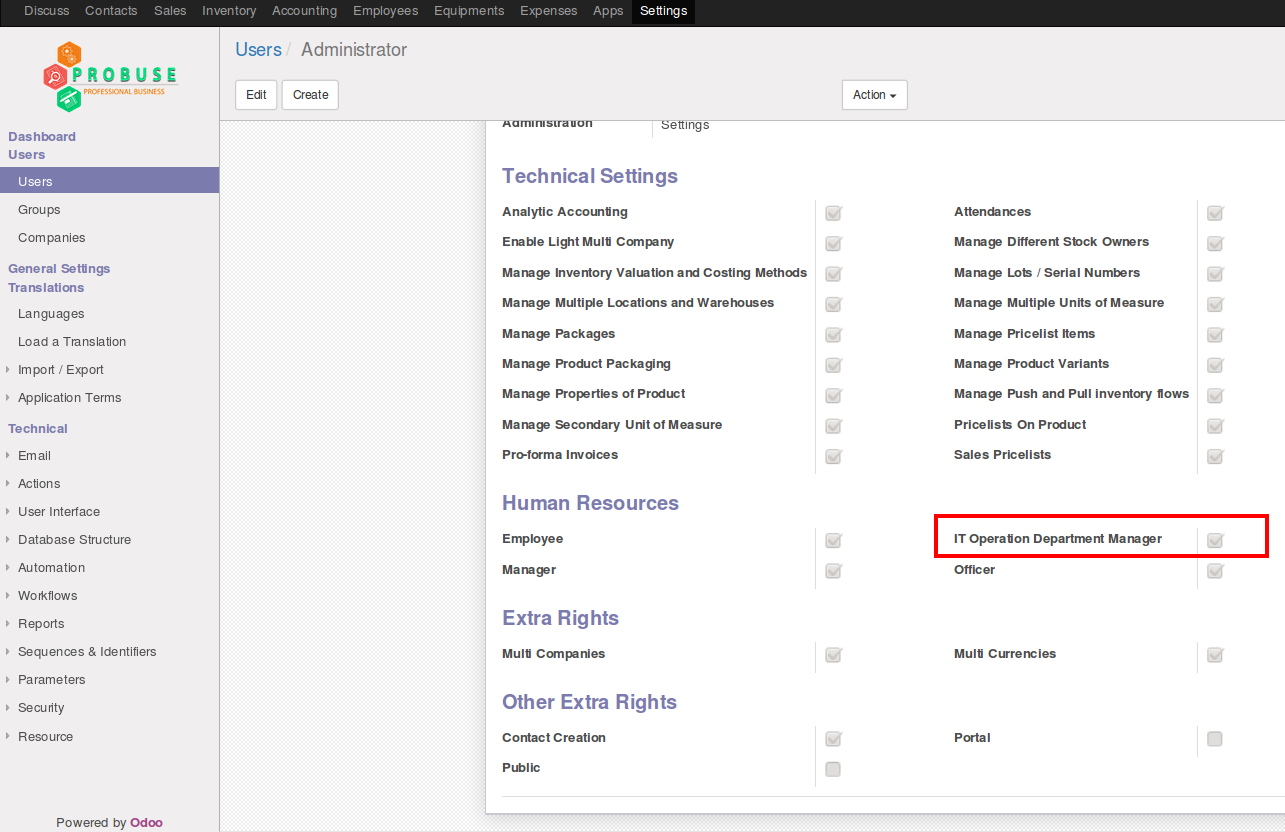 Discuss Contacts Sales Inventory Accounting Employees Equipments Expenses Apps Settings
PROBUSE
PROFESSIONAL BUSINESS
Dashboard
Users
Users
Groups
Companies
General Settings
Translations
Languages
Load a Translation
Import / Export
Application Terms
Technical
Email
Actions
User Interface
Database Structure
Automation
Workflows
Reports
Sequences & Identifiers
Parameters
Security
Resource
Powered by Odoo
Users / Administrator
Edit Create Action
Administration Settings
Technical Settings
Analytic Accounting Attendances
Enable Light Multi Company Manage Different Stock Owners
Manage Inventory Valuation and Costing Methods Manage Lots / Serial Numbers
Manage Multiple Locations and Warehouses Manage Multiple Units of Measure
Manage Packages Manage Pricelist Items
Manage Product Packaging Manage Product Variants
Manage Properties of Product Manage Push and Pull inventory flows
Manage Secondary Unit of Measure Pricelists On Product
Pro-forma Invoices Sales Pricelists
Human Resources
Employee IT Operation Department Manager
Manager Officer
Extra Rights
Multi Companies Multi Currencies
Other Extra Rights
Contact Creation Portal
Public